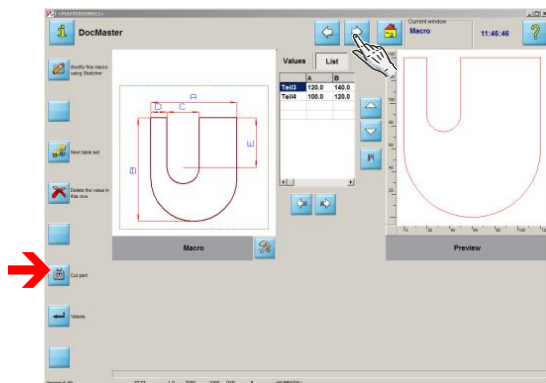 DocMaster
Current window
Macro
11:46:46
Modify this macro
using Sketcher
Next table set
Delete the value in
this row
Cut part
Values
Values List
A B
Teil3 120.0 140.0
Teil4 100.0 120.0
A
D C
B
E
Macro
Preview